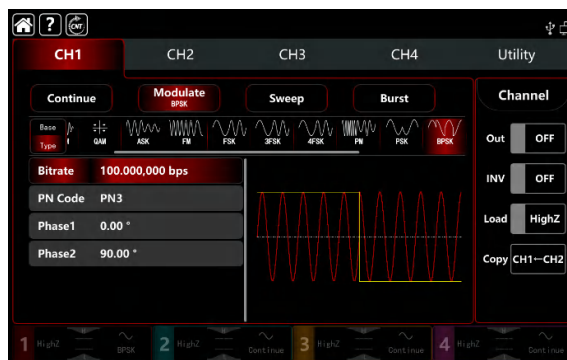 ? CNT
CH1 CH2 CH3 CH4 Utility
Continue Modulate Sweep Burst Channel
BPSK
Base
Type QAM ASK FM FSK 3FSK 4FSK PM PSK BPSK
Out OFF
Bitrate 100.000,000 bps
INV OFF
PN Code PN3
Phase1 0.00 °
Load HighZ
Phase2 90.00 °
Copy CH1←CH2
1 HighZ BPSK 2 HighZ Continue 3 HighZ Continue 4 HighZ Continue